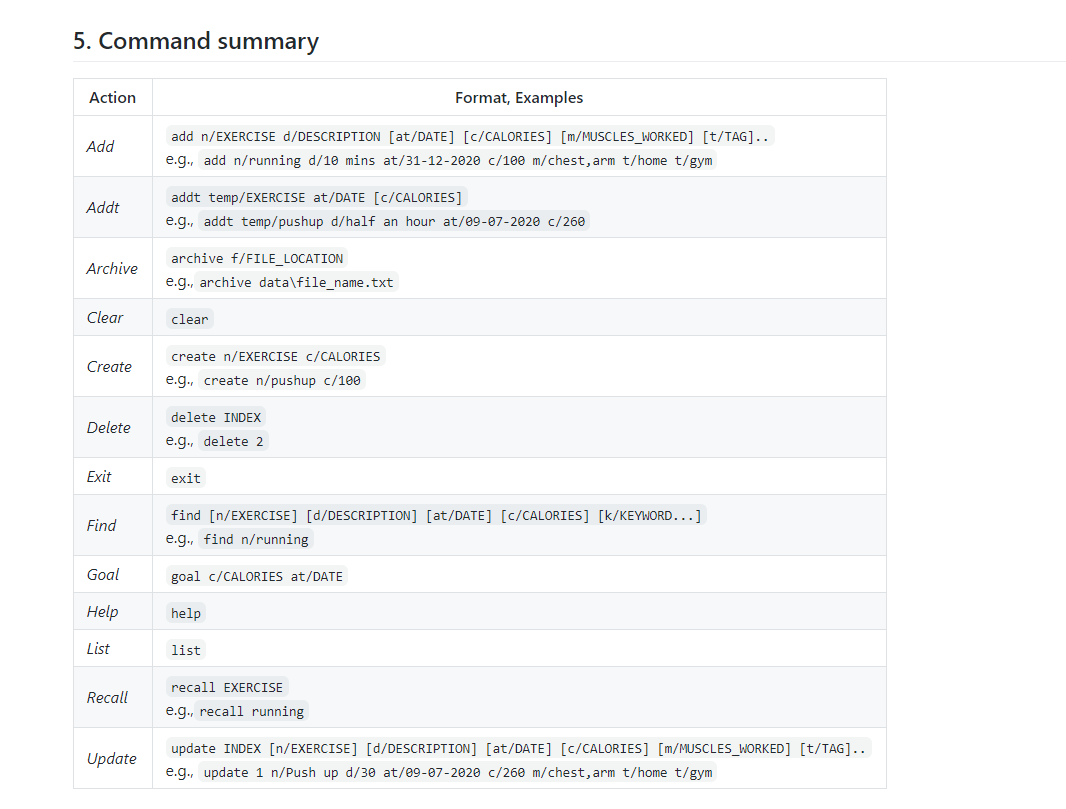 5. Command summary
Action Format, Examples
Add add n/EXERCISE d/DESCRIPTION [at/DATE] [c/CALORIES] [m/MUSCLES_WORKED] [t/TAG]..
e.g., add n/running d/10 mins at/31-12-2020 c/100 m/chest,arm t/home t/gym
Addt addt temp/EXERCISE at/DATE [c/CALORIES]
e.g., addt temp/pushup d/half an hour at/09-07-2020 c/260
Archive archive f/FILE_LOCATION
e.g., archive data\file_name.txt
Clear clear
Create create n/EXERCISE c/CALORIES
e.g., create n/pushup c/100
Delete delete INDEX
e.g., delete 2
Exit exit
Find find [n/EXERCISE] [d/DESCRIPTION] [at/DATE] [c/CALORIES] [k/KEYWORD...]
e.g., find n/running
Goal goal c/CALORIES at/DATE
Help help
List list
Recall recall EXERCISE
e.g., recall running
Update update INDEX [n/EXERCISE] [d/DESCRIPTION] [at/DATE] [c/CALORIES] [m/MUSCLES_WORKED] [t/TAG]..
e.g., update 1 n/Push up d/30 at/09-07-2020 c/260 m/chest,arm t/home t/gym